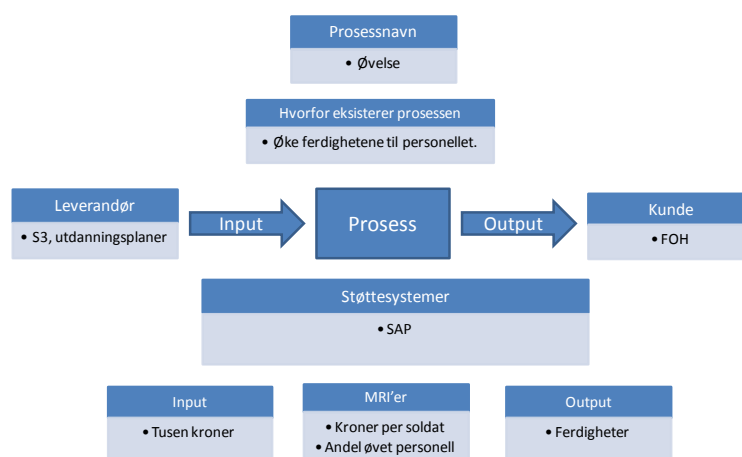 Prosessnavn
• Øvelse
Hvorfor eksisterer prosessen
• Øke ferdighetene til personellet.
Leverandør
• S3, utdanningsplaner
Input
Prosess
Output
Kunde
• FOH
Støttesystemer
• SAP
Input
• Tusen kroner
MRI’er
• Kroner per soldat
• Andel øvet personell
Output
• Ferdigheter